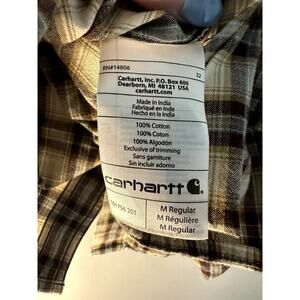 RN#14806 32
Carhartt, Inc. P.O. Box 600
Dearborn, MI 48121 USA
carhartt.com
Made in India
Fabriqué en Inde
Hecho en la India
100% Cotton
100% Coton
100% Algodón
Exclusive of trimming
Sans garniture
Sin incluir adorno
carhartt
M Regular
M Régulière
M Regular